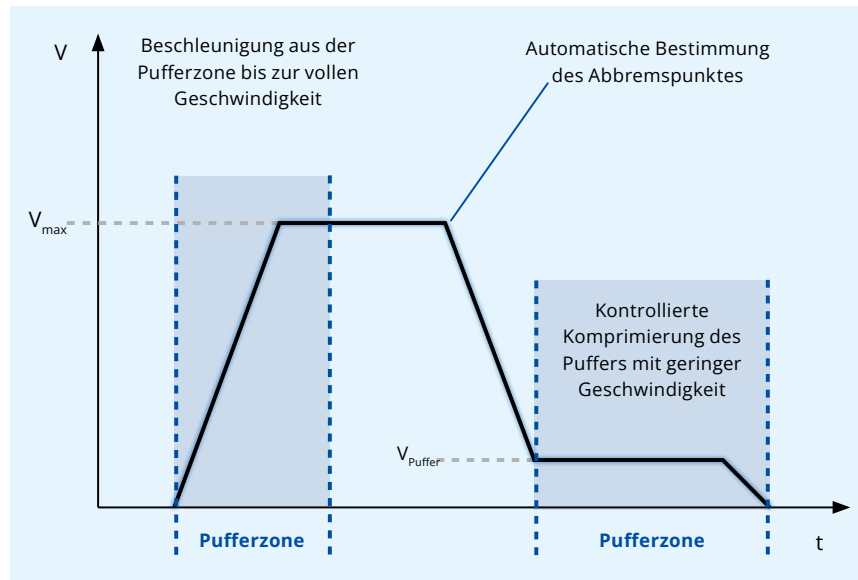 V
Beschleunigung aus der
Pufferzone bis zur vollen
Geschwindigkeit
Automatische Bestimmung
des Abbremspunktes
Vmax
Kontrollierte
Komprimierung des
Puffers mit geringer
Geschwindigkeit
VPuffer
Pufferzone
Pufferzone
t